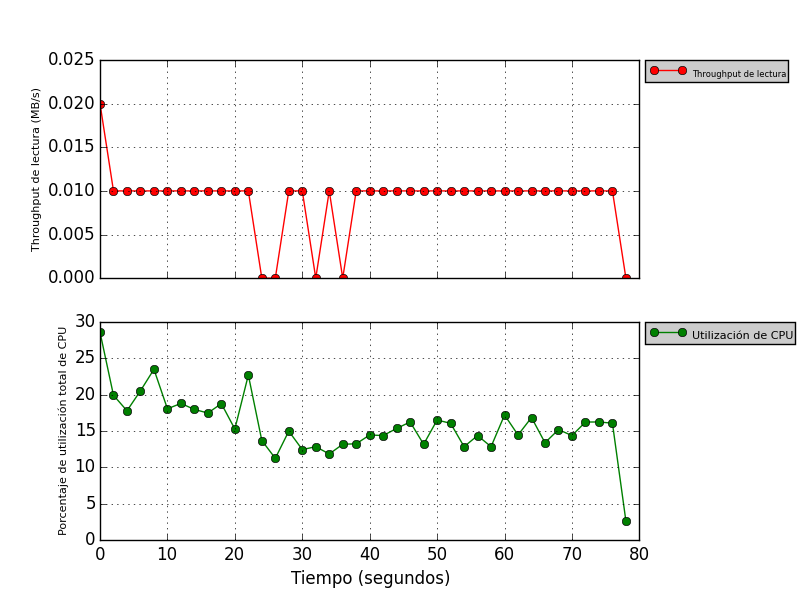 0.025
0.020
0.015
0.010
0.005
0.000
Throughput de lectura (MB/s)
Throughput de lectura
30
25
20
15
10
5
0
Porcentaje de utilización total de CPU
Utilización de CPU
0 10 20 30 40 50 60 70 80
Tiempo (segundos)